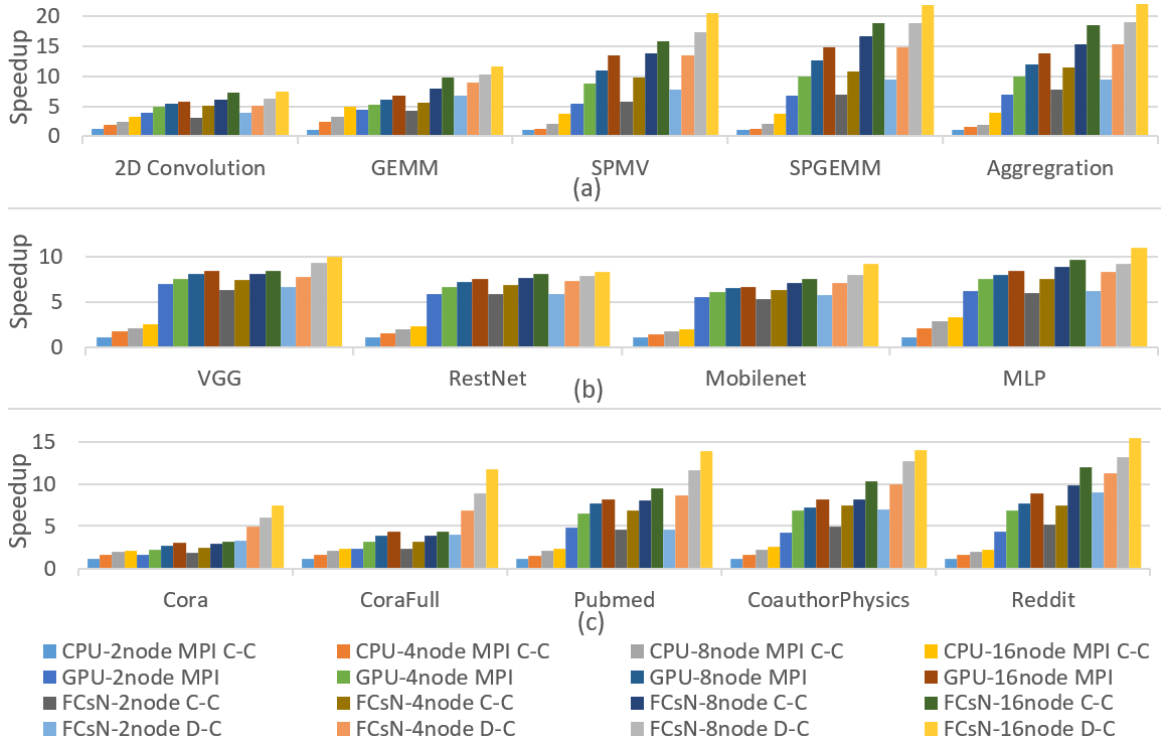 Speedup
20
15
10
5
0
2D Convolution GEMM SPMV SPGEMM Aggregration
(a)
Speedup
10
5
0
VGG RestNet Mobilenet MLP
(b)
Speedup
15
10
5
0
Cora CoraFull Pubmed CoauthorPhysics Reddit
(c)
CPU-2node MPI C-C CPU-4node MPI C-C CPU-8node MPI C-C CPU-16node MPI C-C
GPU-2node MPI GPU-4node MPI GPU-8node MPI GPU-16node MPI
FCsN-2node C-C FCsN-4node C-C FCsN-8node C-C FCsN-16node C-C
FCsN-2node D-C FCsN-4node D-C FCsN-8node D-C FCsN-16node D-C